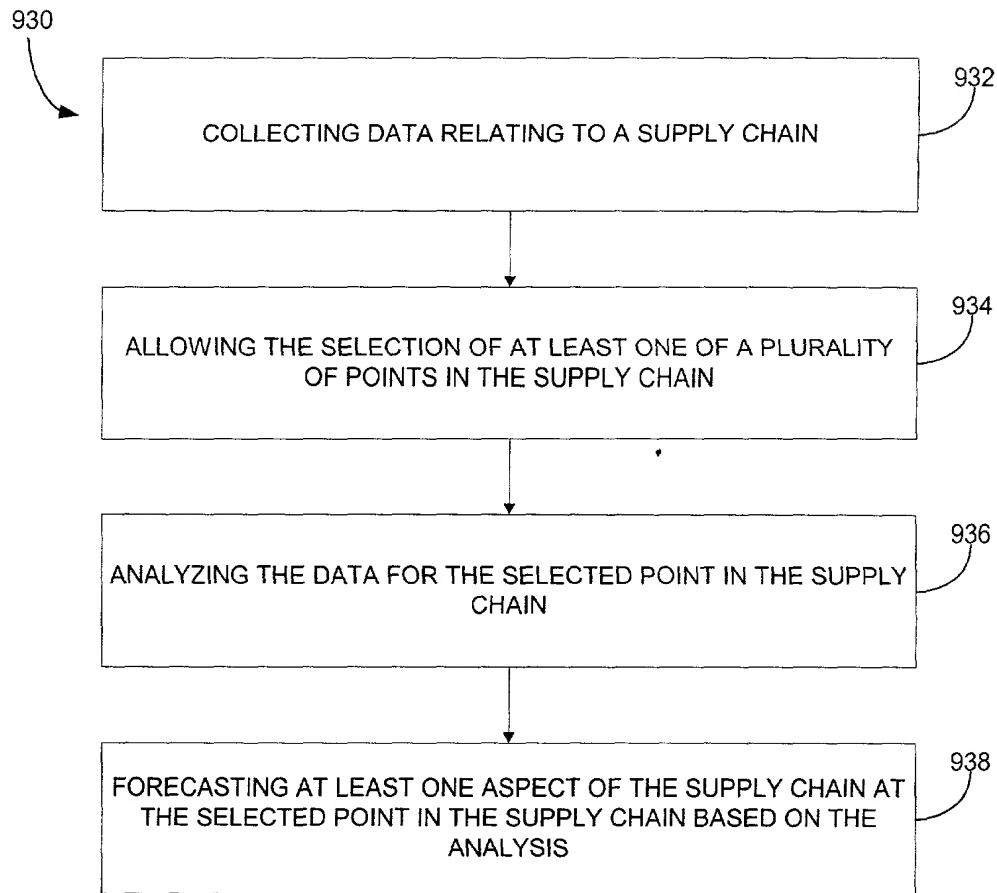 930
932
COLLECTING DATA RELATING TO A SUPPLY CHAIN
934
ALLOWING THE SELECTION OF AT LEAST ONE OF A PLURALITY
OF POINTS IN THE SUPPLY CHAIN
936
ANALYZING THE DATA FOR THE SELECTED POINT IN THE SUPPLY
CHAIN
938
FORECASTING AT LEAST ONE ASPECT OF THE SUPPLY CHAIN AT
THE SELECTED POINT IN THE SUPPLY CHAIN BASED ON THE
ANALYSIS